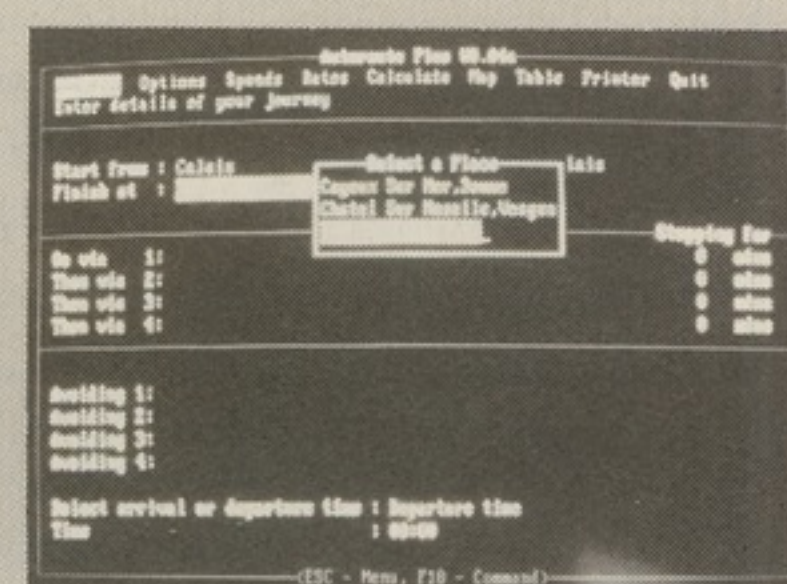 Autoroute Plus
Options Speeds Rates Calculate Map Table Printer Quit
Enter details of your journey
Start from : Calais
Select a Place
lais
Finish at :
Cayeux Sur Mer,Somme
Chatel Sur Moselle,Vosges
Stopping for
Go via 1: 0 mins
Then via 2: 0 mins
Then via 3: 0 mins
Then via 4: 0 mins
Avoiding 1:
Avoiding 2:
Avoiding 3:
Avoiding 4:
Select arrival or departure time : Departure time
Time : 00:00
(ESC - Menu, F10 - Command)